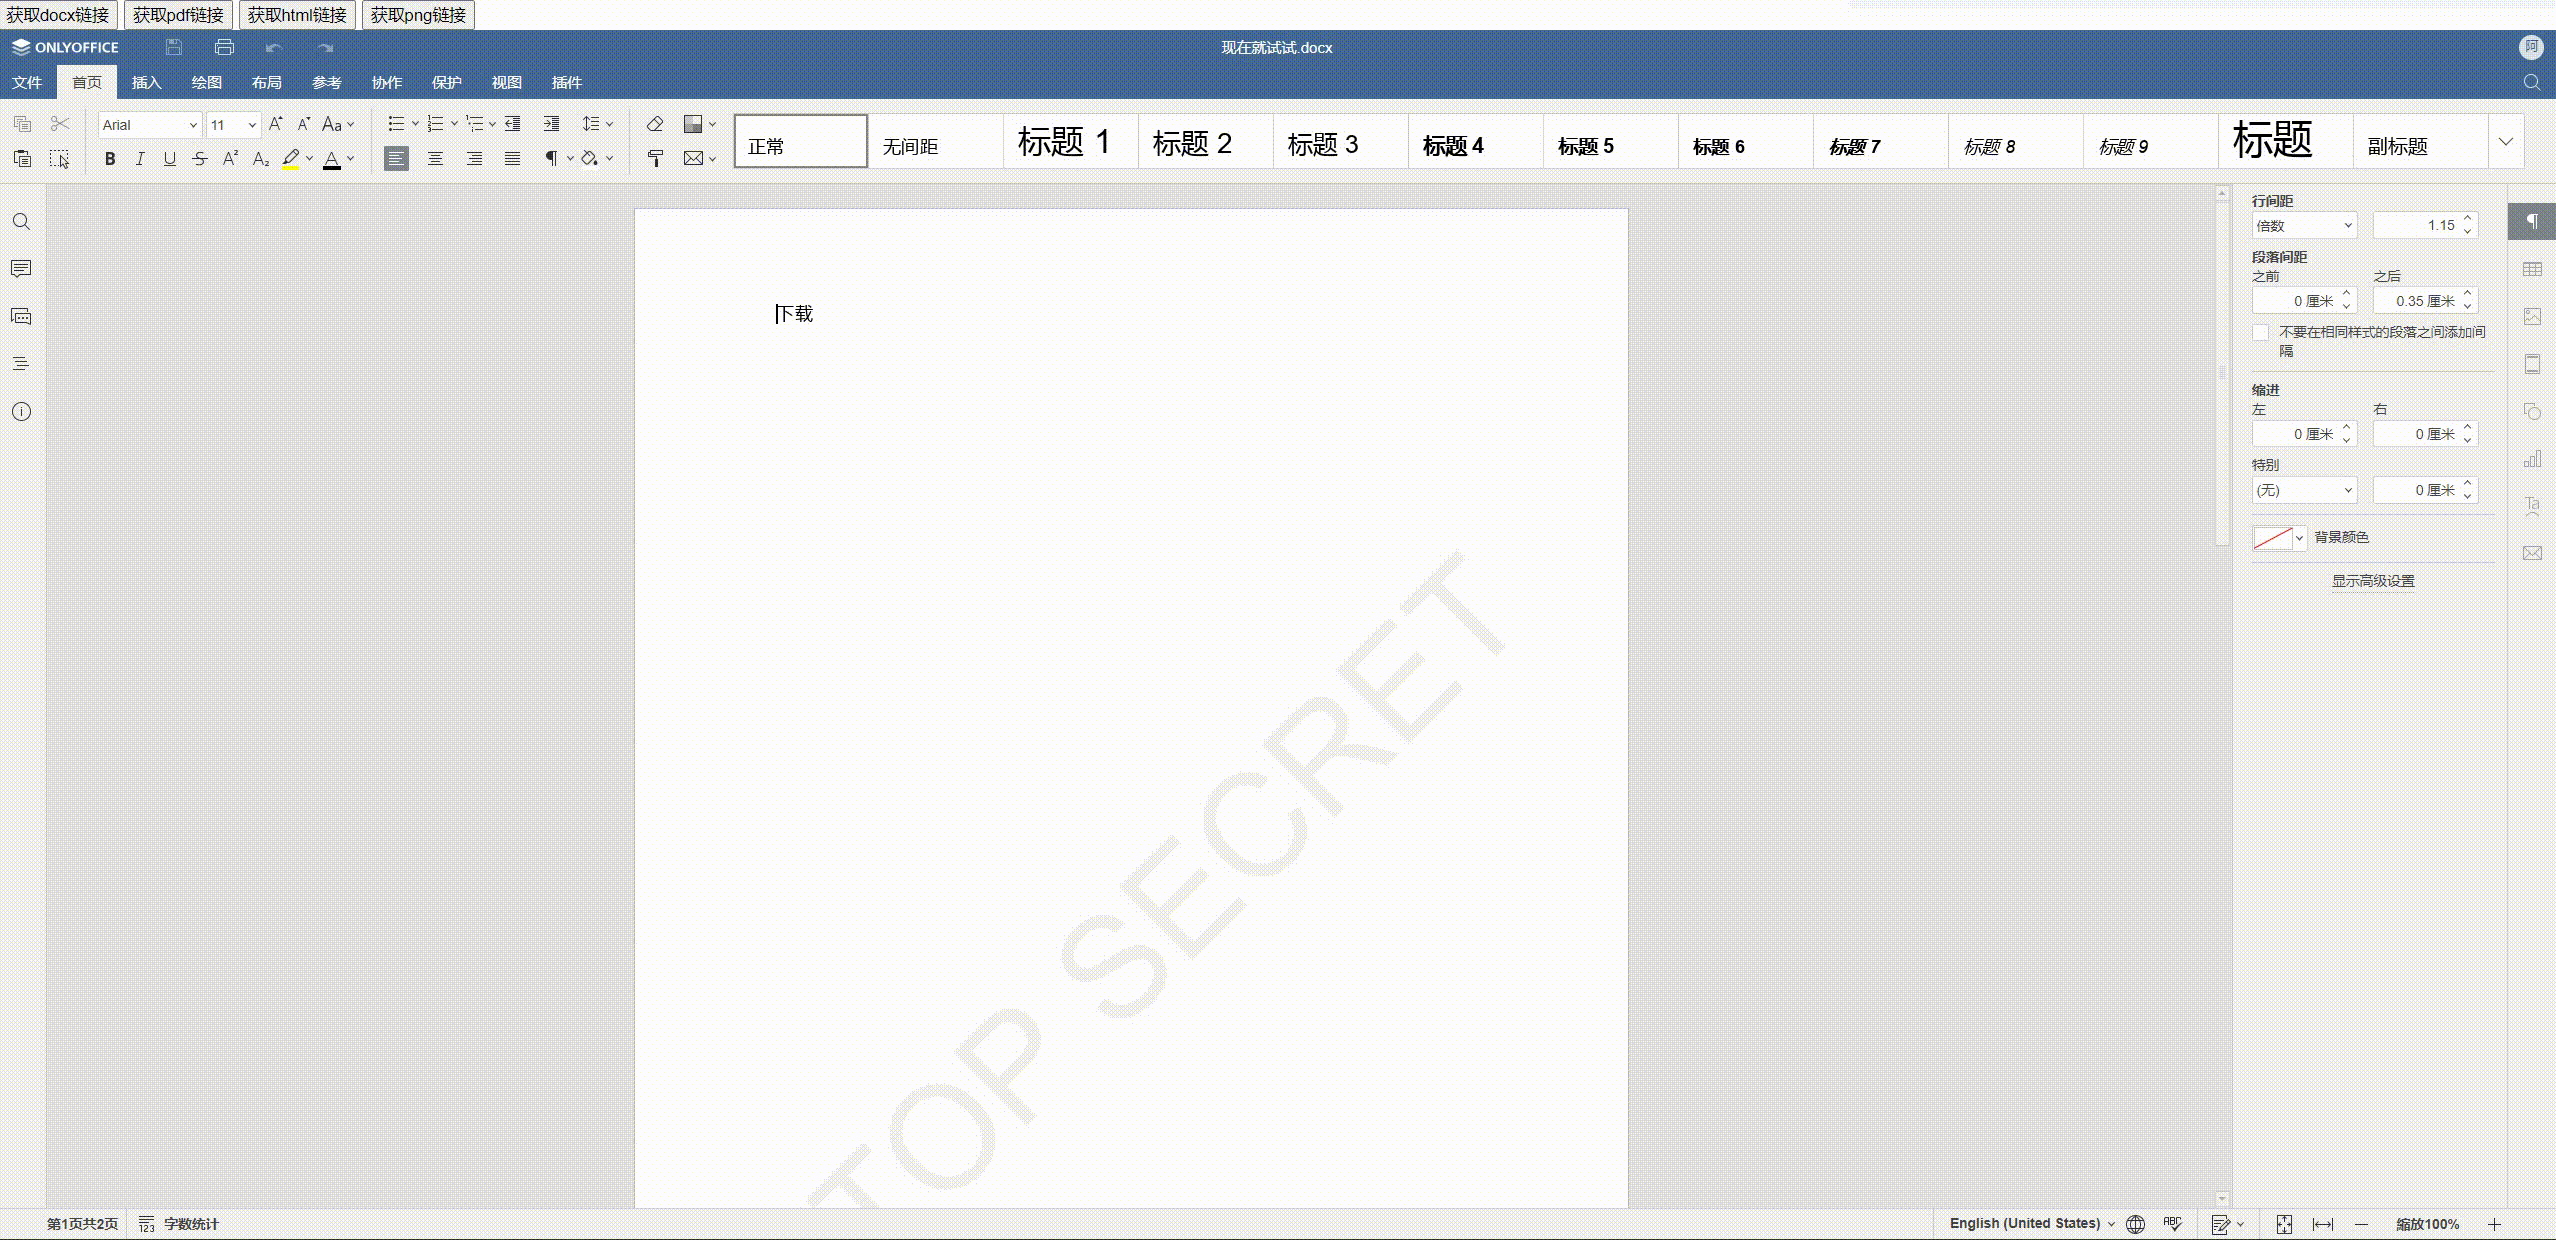 获取docx链接 获取pdf链接 获取html链接 获取png链接
ONLYOFFICE 现在就试试.docx 阿
文件 首页 插入 绘图 布局 参考 协作 保护 视图 插件
Arial 11 Aa
正常 无间距 标题 1 标题 2 标题 3 标题 4 标题 5 标题 6 标题 7 标题 8 标题 9 标题 副标题
B I U S A² A₂ A
行间距
倍数 1.15
段落间距
之前 之后
0 厘米 0.35 厘米
不要在相同样式的段落之间添加间
隔
缩进
左 右
0 厘米 0 厘米
特别
(无) 0 厘米
背景颜色
显示高级设置
Ta
下载
TOP SECRET
第1页共2页 123 字数统计 English (United States) ABC 缩放100%